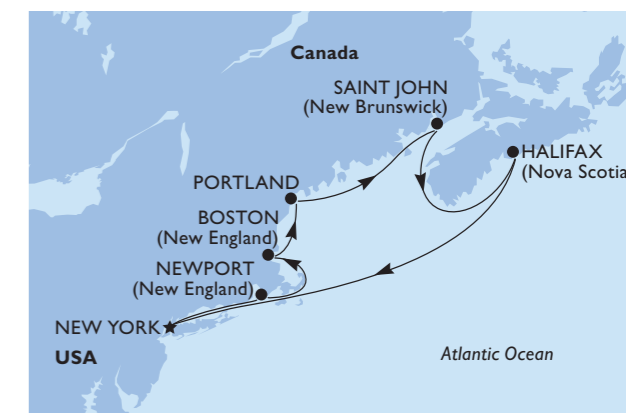 Canada
SAINT JOHN
(New Brunswick)
HALIFAX
(Nova Scotia
PORTLAND
BOSTON
(New England)
NEWPORT
(New England)
NEW YORK
USA
Atlantic Ocean